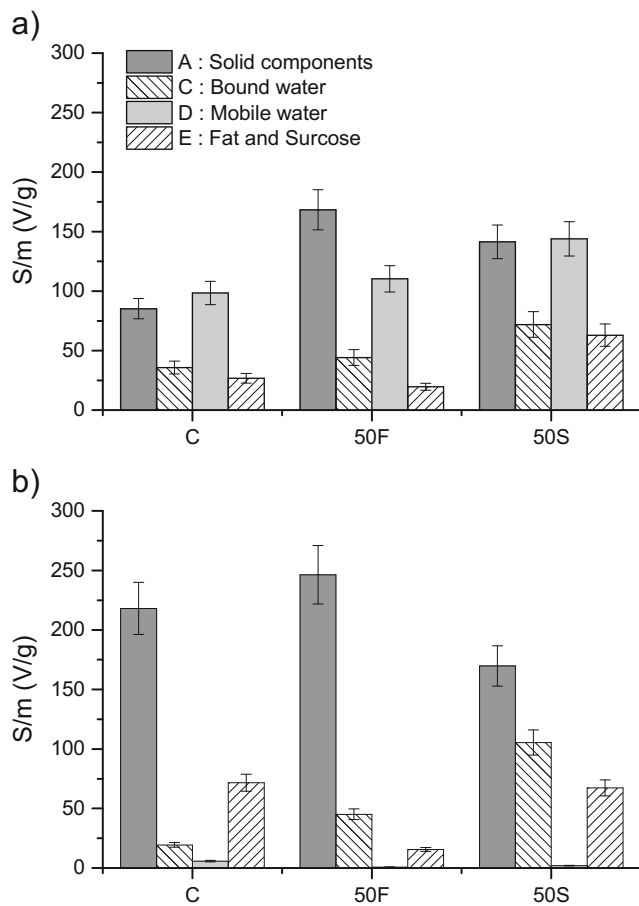 a)
300
A : Solid components
C : Bound water
250
D : Mobile water
E : Fat and Surcose
200
S/m (V/g)
150
100
50
0
C 50F 50S
b)
300
250
200
S/m (V/g)
150
100
50
0
C 50F 50S